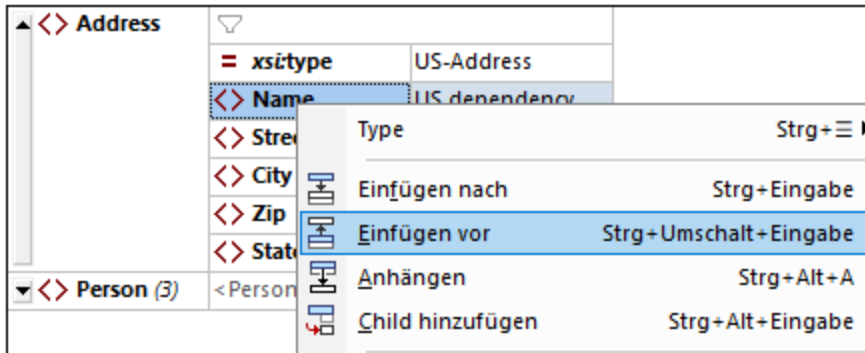 Address
= xsi:type US-Address
Name US dependency
Type Strg+
Einfügen nach Strg+Eingabe
City
Einfügen vor Strg+Umschalt+Eingabe
Zip
Anhängen Strg+Alt+A
Person (3) <Person
Child hinzufügen Strg+Alt+Eingabe